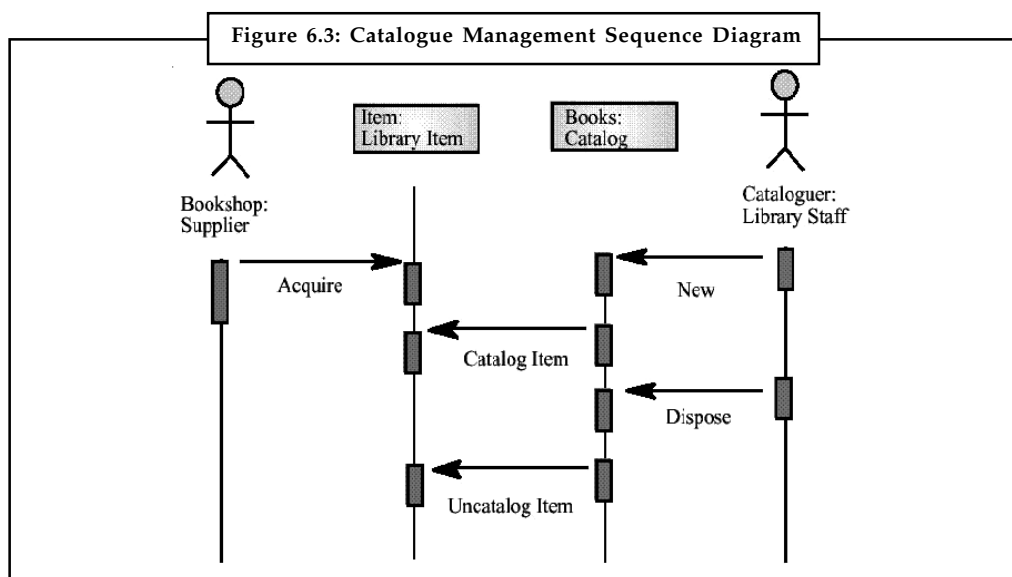 Figure 6.3: Catalogue Management Sequence Diagram
Item:
Library Item
Books:
Catalog
Bookshop:
Supplier
Cataloguer:
Library Staff
Acquire
New
Catalog Item
Dispose
Uncatalog Item